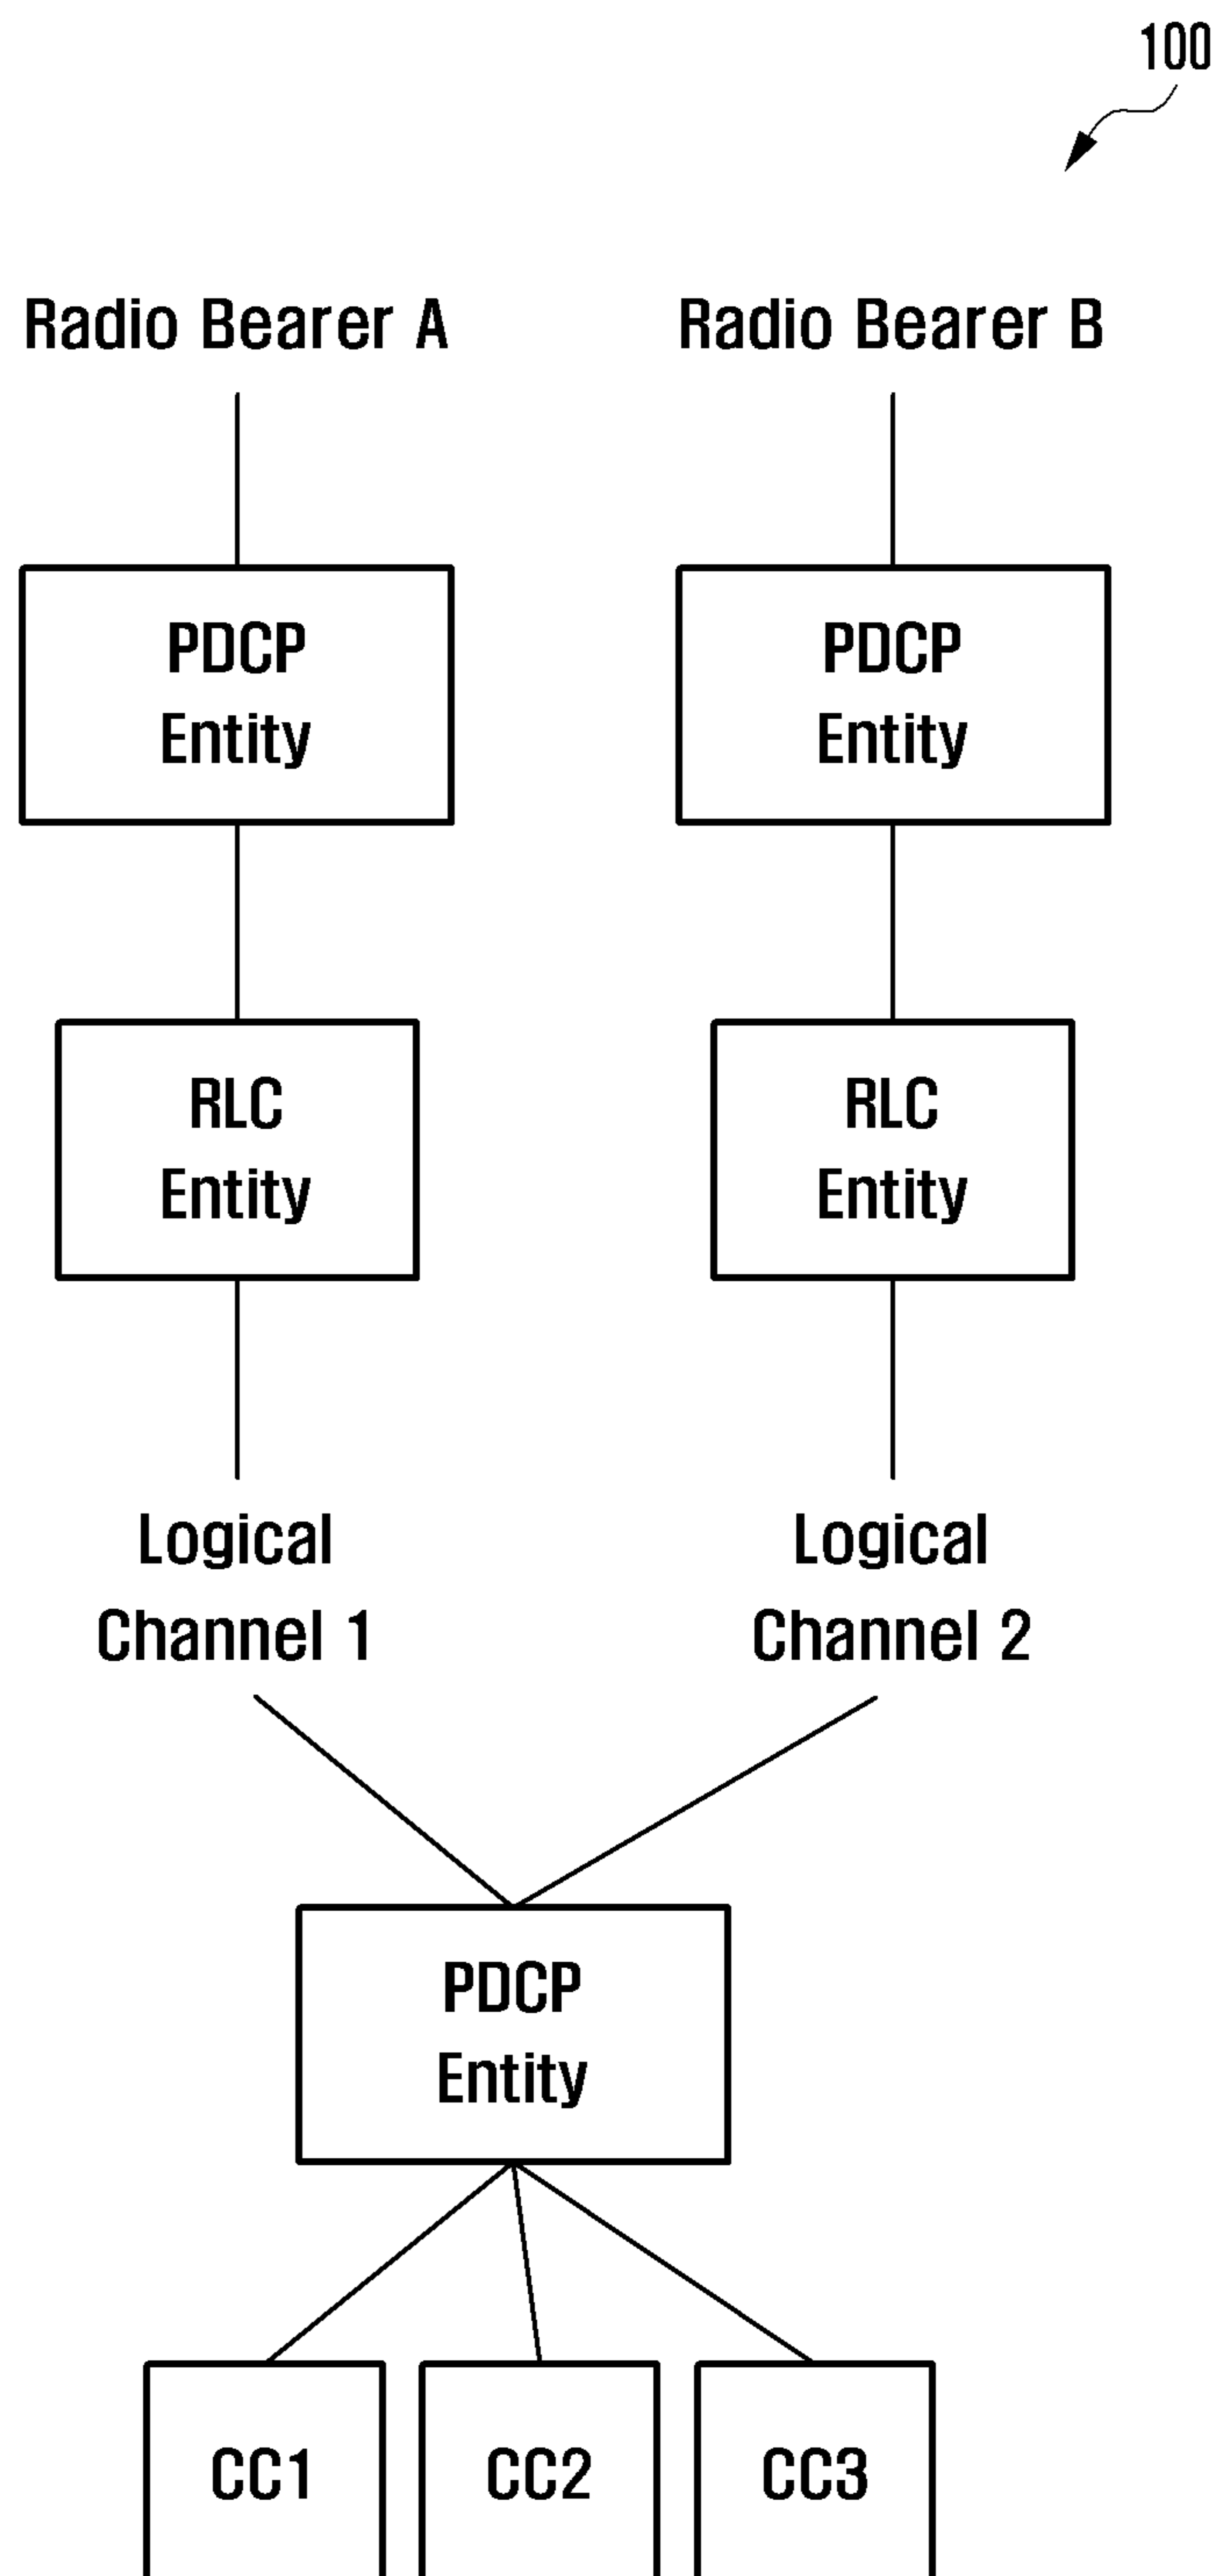 100
Radio Bearer A
Radio Bearer B
PDCP
Entity
PDCP
Entity
RLC
Entity
RLC
Entity
Logical
Channel 1
Logical
Channel 2
PDCP
Entity
CC1
CC2
CC3